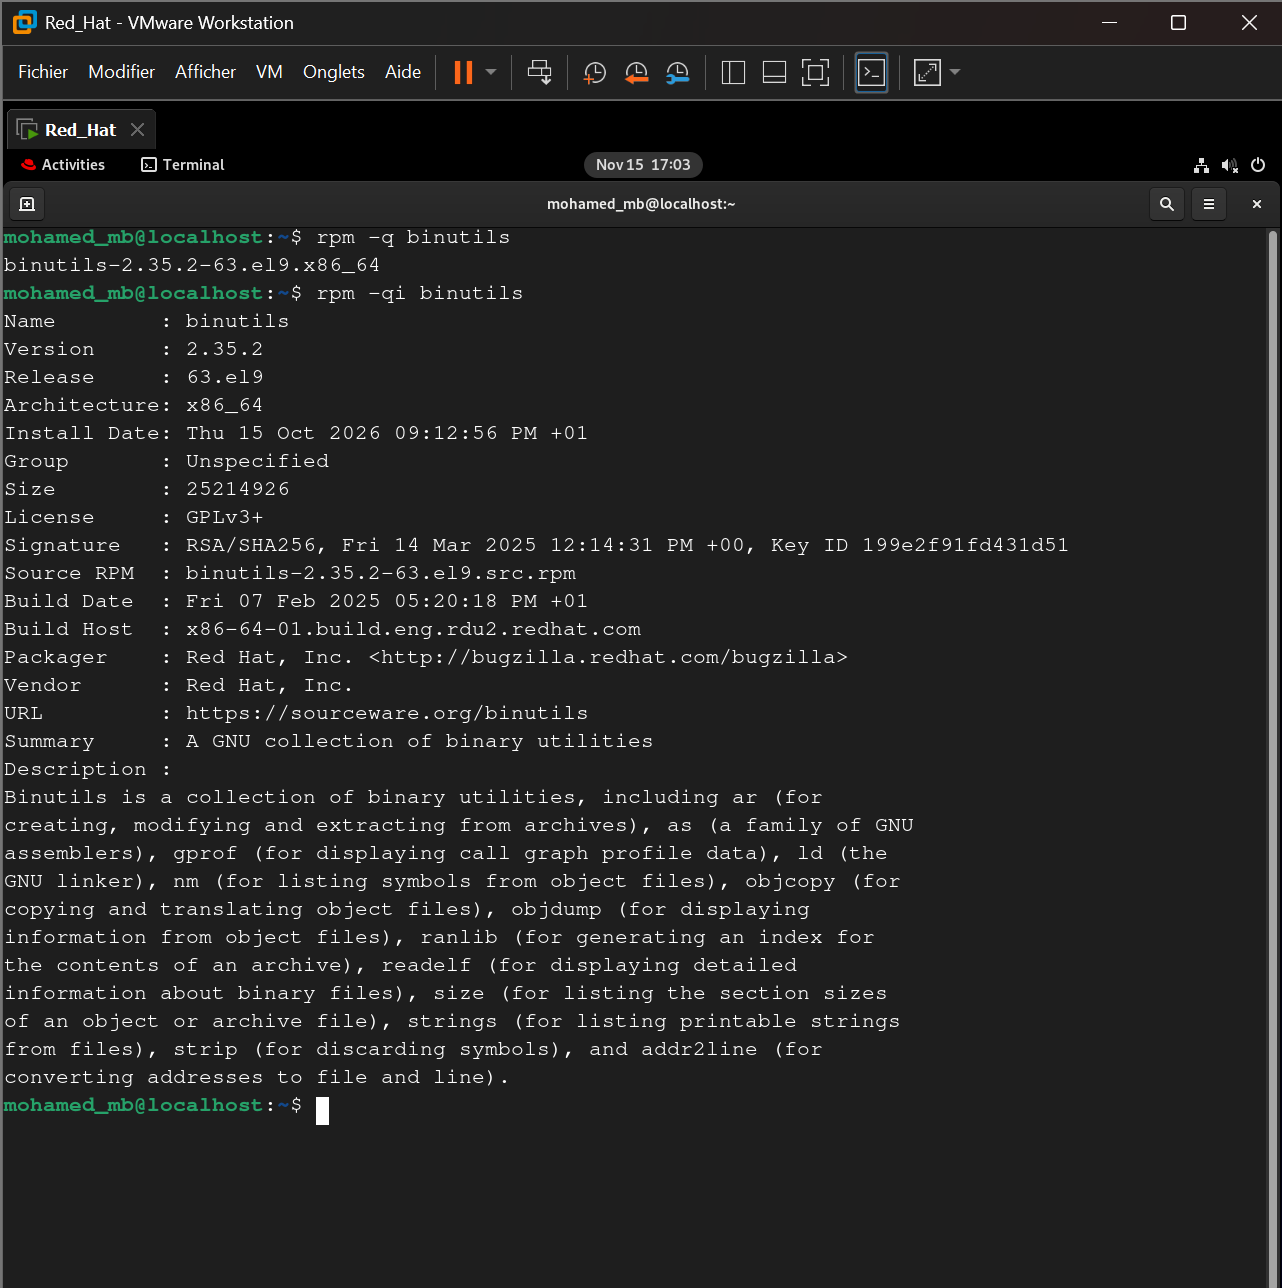 Red_Hat - VMware Workstation
Fichier Modifier Afficher VM Onglets Aide
Red_Hat
Activities Terminal Nov 15 17:03
mohamed_mb@localhost:~
mohamed_mb@localhost:~$ rpm -q binutils
binutils-2.35.2-63.el9.x86_64
mohamed_mb@localhost:~$ rpm -qi binutils
Name        : binutils
Version     : 2.35.2
Release     : 63.el9
Architecture: x86_64
Install Date: Thu 15 Oct 2026 09:12:56 PM +01
Group       : Unspecified
Size        : 25214926
License     : GPLv3+
Signature   : RSA/SHA256, Fri 14 Mar 2025 12:14:31 PM +00, Key ID 199e2f91fd431d51
Source RPM  : binutils-2.35.2-63.el9.src.rpm
Build Date  : Fri 07 Feb 2025 05:20:18 PM +01
Build Host  : x86-64-01.build.eng.rdu2.redhat.com
Packager    : Red Hat, Inc. <http://bugzilla.redhat.com/bugzilla>
Vendor      : Red Hat, Inc.
URL         : https://sourceware.org/binutils
Summary     : A GNU collection of binary utilities
Description :
Binutils is a collection of binary utilities, including ar (for
creating, modifying and extracting from archives), as (a family of GNU
assemblers), gprof (for displaying call graph profile data), ld (the
GNU linker), nm (for listing symbols from object files), objcopy (for
copying and translating object files), objdump (for displaying
information from object files), ranlib (for generating an index for
the contents of an archive), readelf (for displaying detailed
information about binary files), size (for listing the section sizes
of an object or archive file), strings (for listing printable strings
from files), strip (for discarding symbols), and addr2line (for
converting addresses to file and line).
mohamed_mb@localhost:~$